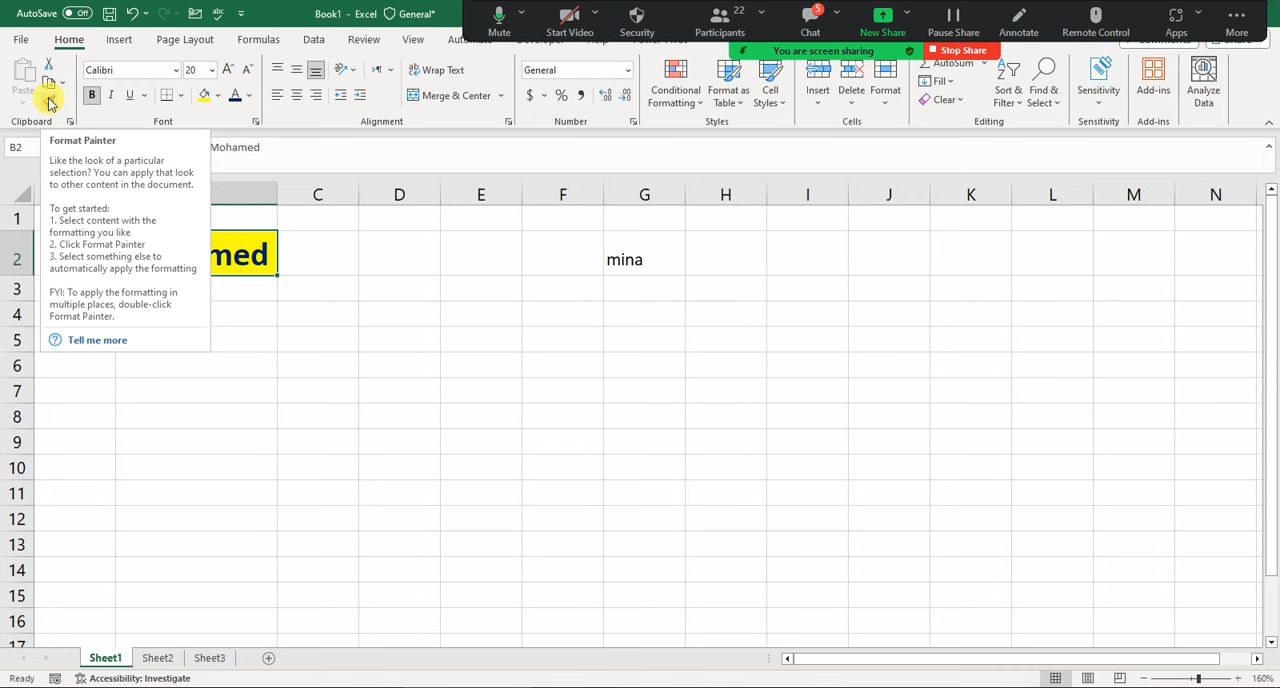 AutoSave Off Book1 - Excel General*
Mute Start Video Security Participants 22 Chat 5 New Share Pause Share Annotate Remote Control Apps More
You are screen sharing Stop Share
File Home Insert Page Layout Formulas Data Review View
Paste Calibri 20 Wrap Text General
B I U A Merge & Center $ %
Conditional Formatting Format as Table Cell Styles Insert Delete Format
AutoSum Fill Clear Sort & Filter Find & Select Sensitivity Add-ins Analyze Data
Clipboard Font Alignment Number Styles Cells Editing Sensitivity Add-ins
B2 Mohamed
Format Painter
Like the look of a particular
selection? You can apply that look
to other content in the document.
To get started:
1. Select content with the
formatting you like
2. Click Format Painter
3. Select something else to
automatically apply the formatting
FYI: To apply the formatting in
multiple places, double-click
Format Painter.
Tell me more
C D E F G H I J K L M N
1
2 med mina
3
4
5
6
7
8
9
10
11
12
13
14
15
16
17
Sheet1 Sheet2 Sheet3
Ready Accessibility: Investigate 160%